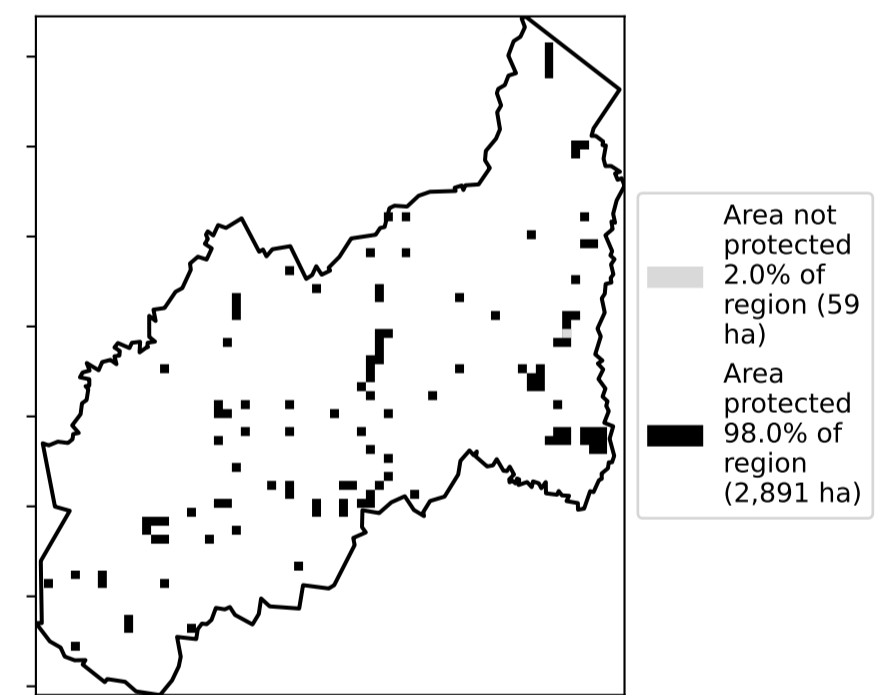 Area not
protected
2.0% of
region (59
ha)
Area
protected
98.0% of
region
(2,891 ha)